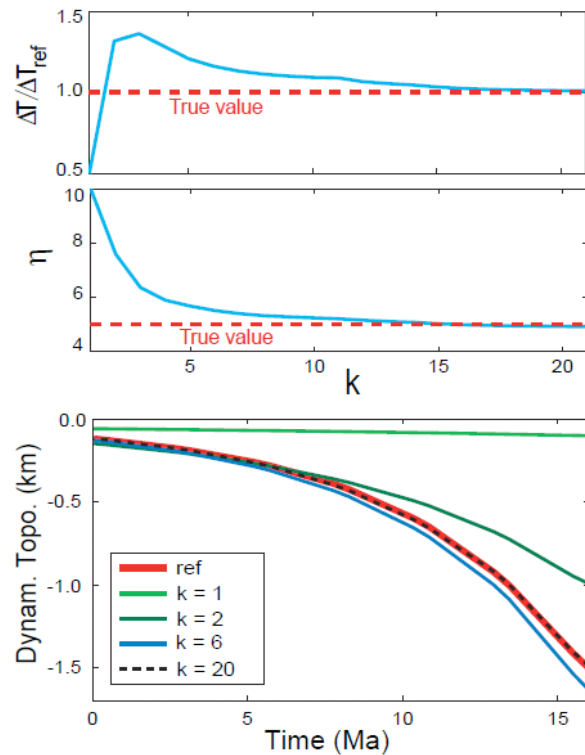 1.5
ΔT/ΔT_ref
1.0
True value
0.5
10
8
η
6
True value
4
5 10 15 20
k
0.0
Dynam. Topo. (km)
-0.5
-1.0
-1.5
ref
k = 1
k = 2
k = 6
k = 20
0 5 10 15
Time (Ma)